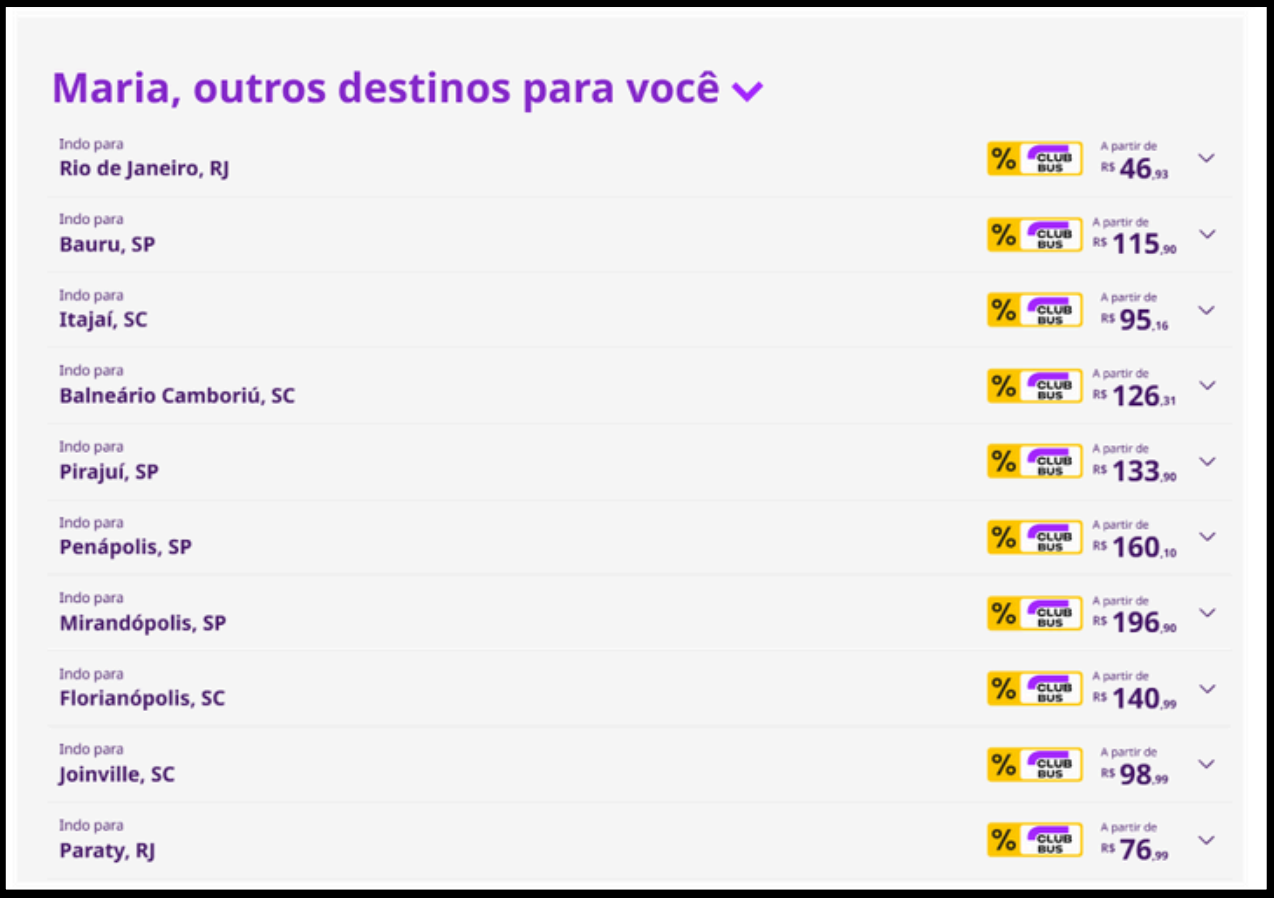 Maria, outros destinos para você
Indo para
Rio de Janeiro, RJ
% CLUB BUS
A partir de
R$ 46,93
Indo para
Bauru, SP
% CLUB BUS
A partir de
R$ 115,90
Indo para
Itajaí, SC
% CLUB BUS
A partir de
R$ 95,16
Indo para
Balneário Camboriú, SC
% CLUB BUS
A partir de
R$ 126,31
Indo para
Pirajuí, SP
% CLUB BUS
A partir de
R$ 133,90
Indo para
Penápolis, SP
% CLUB BUS
A partir de
R$ 160,10
Indo para
Mirandópolis, SP
% CLUB BUS
A partir de
R$ 196,90
Indo para
Florianópolis, SC
% CLUB BUS
A partir de
R$ 140,99
Indo para
Joinville, SC
% CLUB BUS
A partir de
R$ 98,99
Indo para
Paraty, RJ
% CLUB BUS
A partir de
R$ 76,99